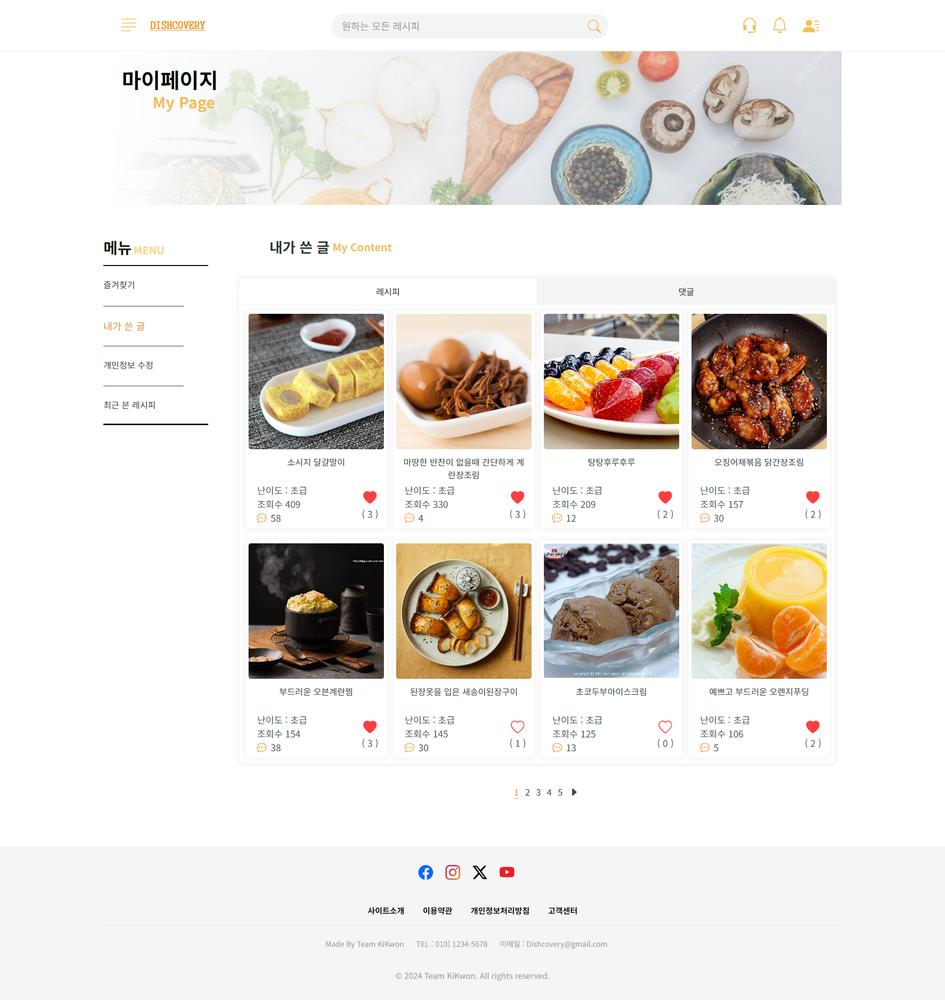 DISHCOVERY
원하는 모든 레시피
마이페이지
My Page
메뉴 MENU
즐겨찾기
내가 쓴 글
개인정보 수정
최근 본 레시피
내가 쓴 글 My Content
레시피
댓글
소시지 달걀말이
난이도 : 초급
조회수 409
58
( 3 )
마땅한 반찬이 없을때 간단하게 계
란장조림
난이도 : 초급
조회수 330
4
( 3 )
탕탕후루후루
난이도 : 초급
조회수 209
12
( 2 )
오징어채볶음 닭간장조림
난이도 : 초급
조회수 157
30
( 2 )
부드러운 오븐계란찜
난이도 : 초급
조회수 154
38
( 3 )
된장옷을 입은 새송이된장구이
난이도 : 초급
조회수 145
30
( 1 )
copyright ⓒ 2007
초코두부아이스크림
난이도 : 초급
조회수 125
13
( 0 )
예쁘고 부드러운 오렌지푸딩
난이도 : 초급
조회수 106
5
( 2 )
1 2 3 4 5
사이트소개 이용약관 개인정보처리방침 고객센터
Made By Team KiKwon TEL : 010) 1234-5678 이메일 : Dishcovery@gmail.com
© 2024 Team KiKwon. All rights reserved.